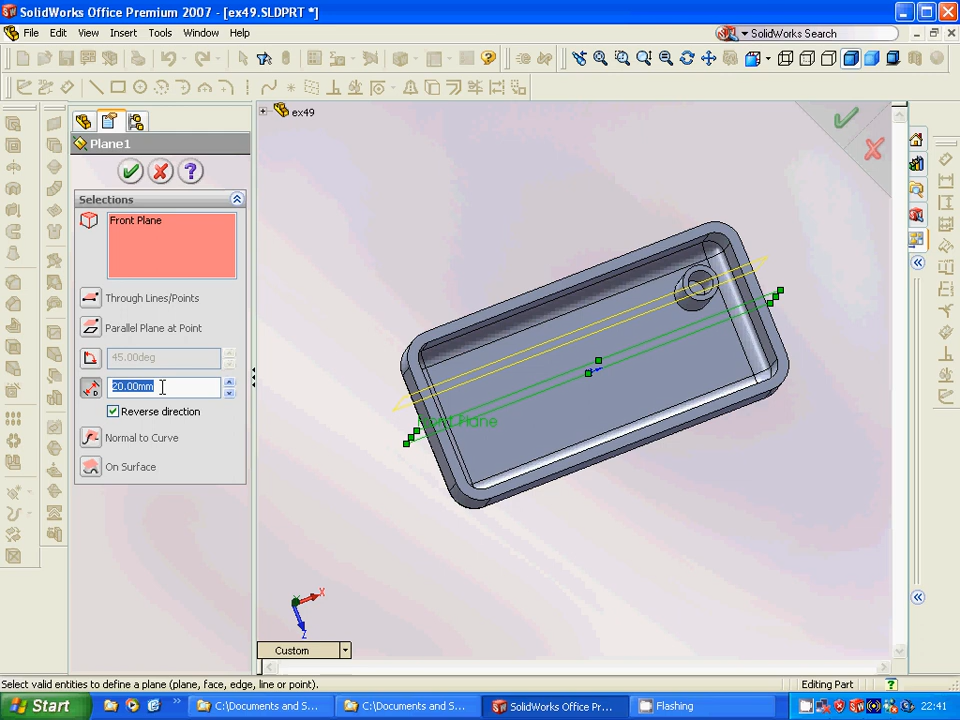 SolidWorks Office Premium 2007 - [ex49.SLDPRT *]
File Edit View Insert Tools Window Help
SolidWorks Search
ex49
Plane1
Selections
Front Plane
Through Lines/Points
Parallel Plane at Point
45.00deg
20.00mm
Reverse direction
Normal to Curve
On Surface
Front Plane
X
Z
Custom
Select valid entities to define a plane (plane, face, edge, line or point).
Editing Part
Start
C:\Documents and S...
C:\Documents and S...
SolidWorks Office Pr...
Flashing
22:41